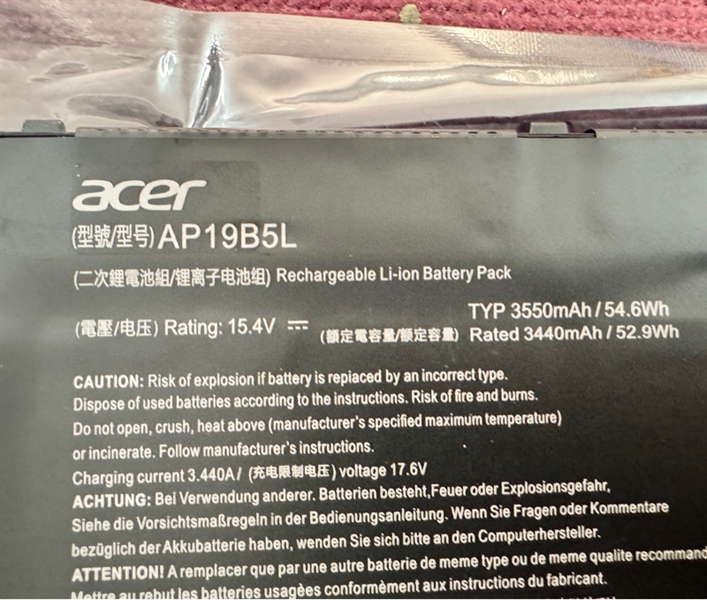 acer
(型號/型号) AP19B5L
(二次鋰電池組/锂离子电池组) Rechargeable Li-ion Battery Pack
(電壓/电压) Rating: 15.4V ⎓ (額定電容量/额定容量) TYP 3550mAh / 54.6Wh
Rated 3440mAh / 52.9Wh
CAUTION: Risk of explosion if battery is replaced by an incorrect type.
Dispose of used batteries according to the instructions. Risk of fire and burns.
Do not open, crush, heat above (manufacturer's specified maximum temperature)
or incinerate. Follow manufacturer's instructions.
Charging current 3.440A / (充电限制电压) voltage 17.6V
ACHTUNG: Bei Verwendung anderer. Batterien besteht,Feuer oder Explosionsgefahr,
Siehe die Vorsichtsmaßregeln in der Bedienungsanleitung. Wenn Sie Fragen oder Kommentare
bezüglich der Akkubatterie haben, wenden Sie sich bitte an den Computerhersteller.
ATTENTION! A remplacer que par une autre batterie de meme type ou de meme qualite recommand
Mettre au rebut les batteries usagées conformèment aux instructions du fabricant.